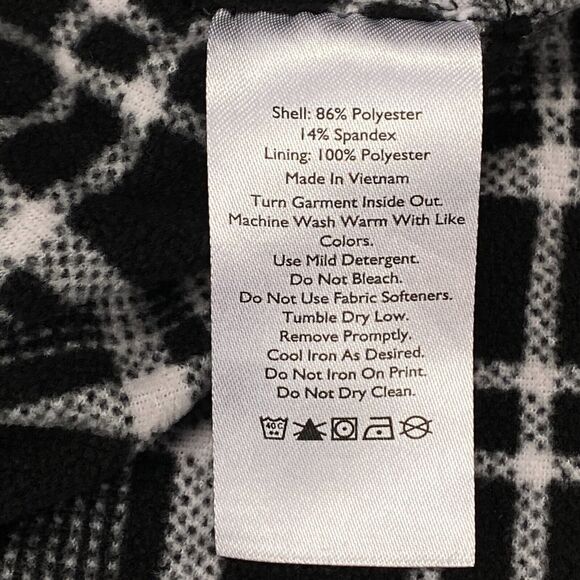 Shell: 86% Polyester
14% Spandex
Lining: 100% Polyester
Made In Vietnam
Turn Garment Inside Out.
Machine Wash Warm With Like
Colors.
Use Mild Detergent.
Do Not Bleach.
Do Not Use Fabric Softeners.
Tumble Dry Low.
Remove Promptly.
Cool Iron As Desired.
Do Not Iron On Print.
Do Not Dry Clean.
40 C